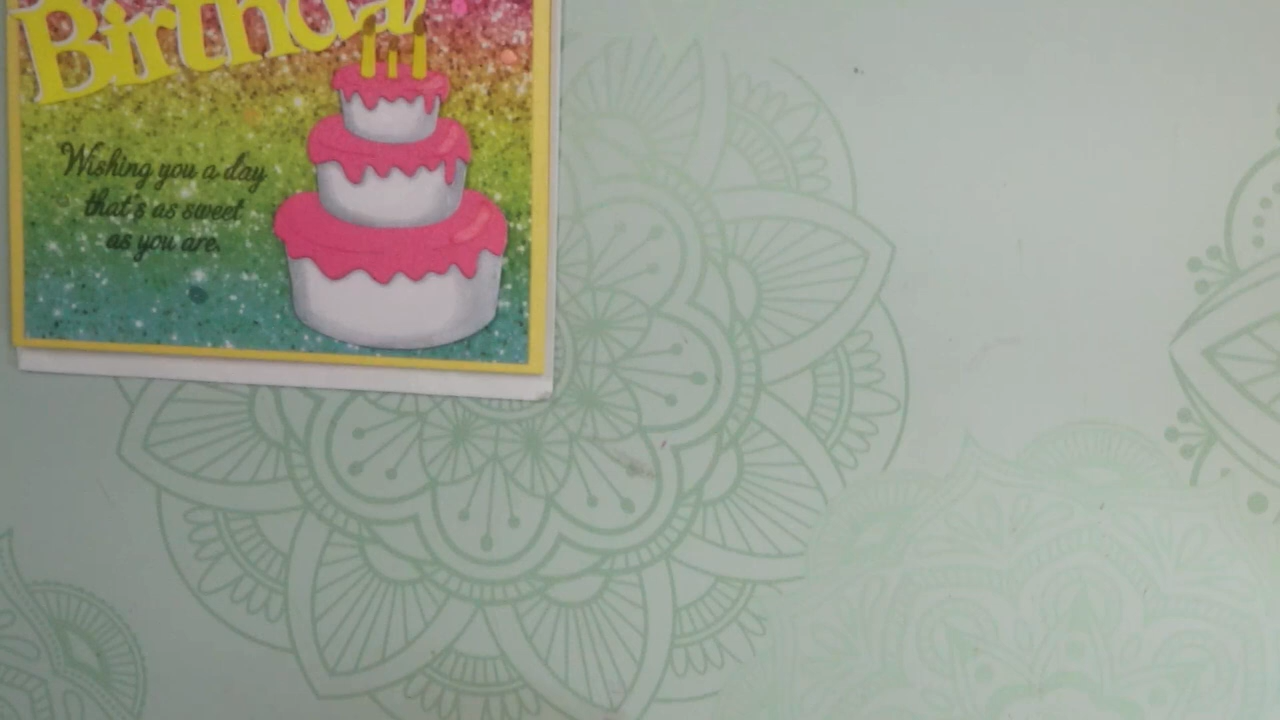 Birthday
Wishing you a day
that's as sweet
as you are.